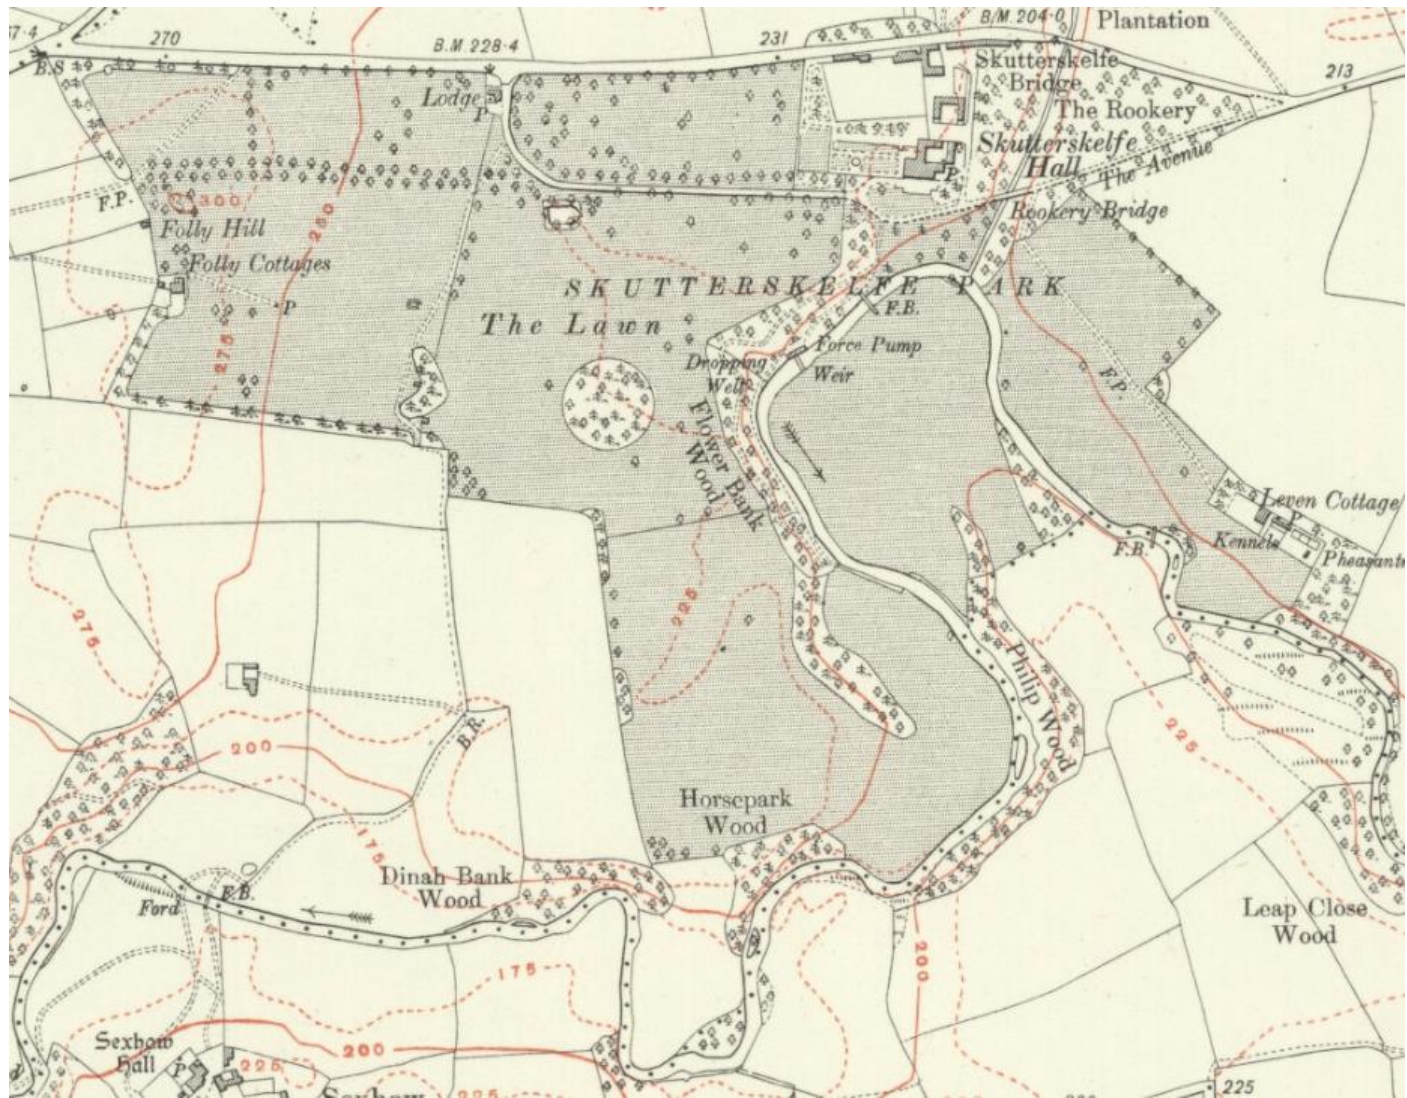 B.M. 204·0
Plantation
270
B.M. 228·4
231
Skutterskelfe
Bridge
213
B.S
Lodge
P
The Rookery
Skutterskelfe
Hall
P
The Avenue
F.P.
300
250
Rookery Bridge
Folly Hill
Folly Cottages
P
SKUTTERSKELFE PARK
F.B.
The Lawn
275
Force Pump
Weir
Dropping
Well
F.P.
Flower Bank
Wood
Leven Cottage
P
F.B.
Kennels
Pheasant
275
225
Philip Wood
B.R.
200
225
Horsepark
Wood
175
Dinah Bank
Wood
F.B.
Ford
Leap Close
Wood
200
175
Sexhow
Hall
P
200
225
225
225
Sexhow